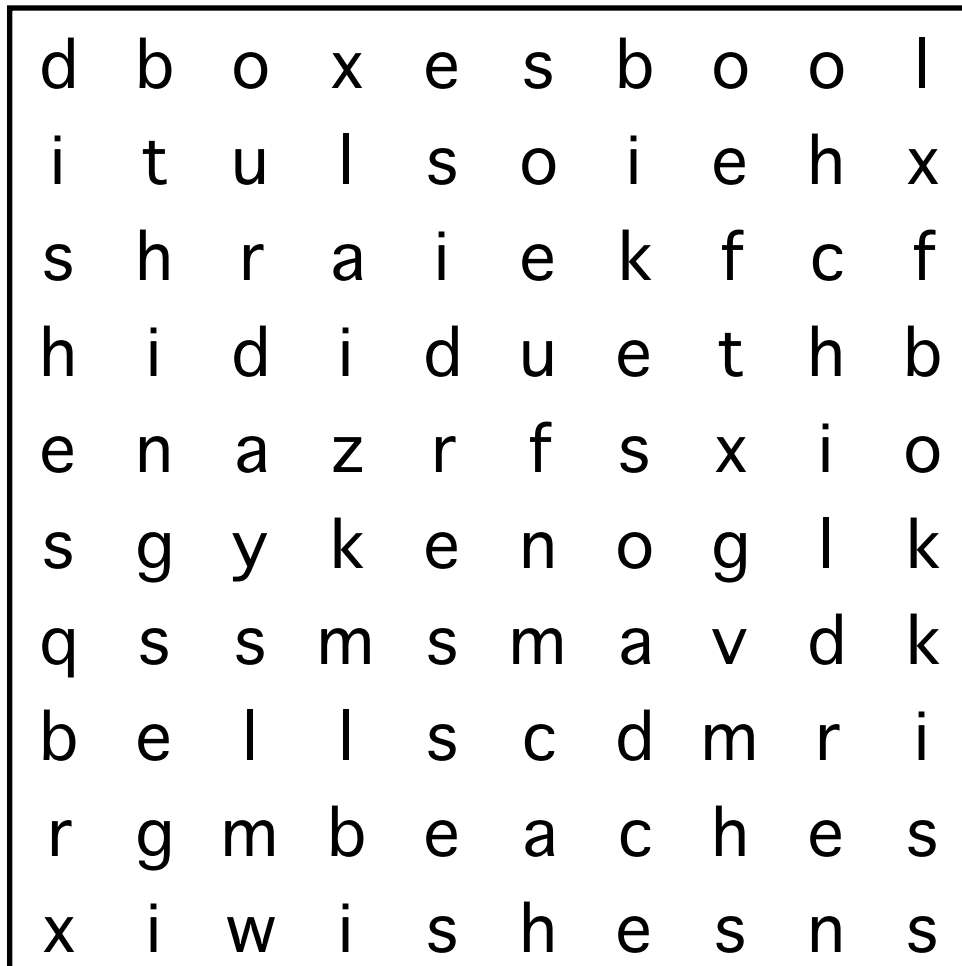 d b o x e s b o o l
i t u l s o i e h x
s h r a i e k f c f
h i d i d u e t h b
e n a z r f s x i o
s g y k e n o g l k
q s s m s m a v d k
b e l l s c d m r i
r g m b e a c h e s
x i w i s h e s n s